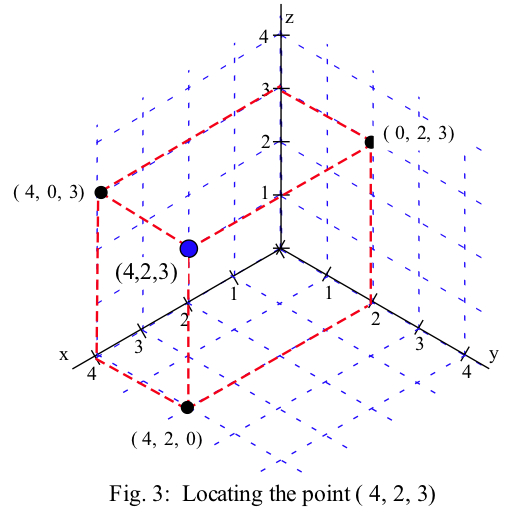 z
4
3
( 0, 2, 3)
2
( 4, 0, 3)
1
(4,2,3)
1
1
2
2
3
3
x
y
4
4
( 4, 2, 0)
Fig. 3: Locating the point ( 4, 2, 3)